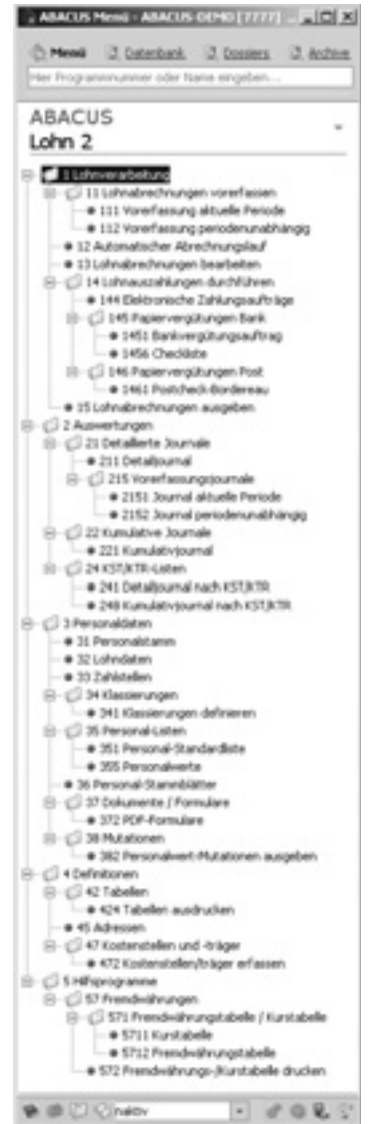 ABACUS Menü - ABACUS-DEMO [7777]
Menü Datenbank Dossiers Archive
Hier Programmnummer oder Name eingeben...
ABACUS
Lohn 2
1 Lohnverarbeitung
11 Lohnabrechnungen vorerfassen
111 Vorerfassung aktuelle Periode
112 Vorerfassung periodenunabhängig
12 Automatischer Abrechnungslauf
13 Lohnabrechnungen bearbeiten
14 Lohnauszahlungen durchführen
144 Elektronische Zahlungsaufträge
145 Papiervergütungen Bank
1451 Bankvergütungsauftrag
1456 Checkliste
146 Papiervergütungen Post
1461 Postcheck-Bordereau
15 Lohnabrechnungen ausgeben
2 Auswertungen
21 Detaillierte Journale
211 Detailjournal
215 Vorerfassungsjournale
2151 Journal aktuelle Periode
2152 Journal periodenunabhängig
22 Kumulative Journale
221 Kumulativjournal
24 KST/KTR-Listen
241 Detailjournal nach KST/KTR
248 Kumulativjournal nach KST/KTR
3 Personaldaten
31 Personalstamm
32 Lohndaten
33 Zahlstellen
34 Klassierungen
341 Klassierungen definieren
35 Personal-Listen
351 Personal-Standardliste
355 Personalwerte
36 Personal-Stammblätter
37 Dokumente / Formulare
372 PDF-Formulare
38 Mutationen
382 Personalwert-Mutationen ausgeben
4 Definitionen
42 Tabellen
424 Tabellen ausdrucken
45 Adressen
47 Kostenstellen und -träger
472 Kostenstellen/träger erfassen
5 Hilfsprogramme
57 Fremdwährungen
571 Fremdwährungstabelle / Kurstabelle
5711 Kurstabelle
5712 Fremdwährungstabelle
572 Fremdwährungs-/Kurstabelle drucken
naktiv